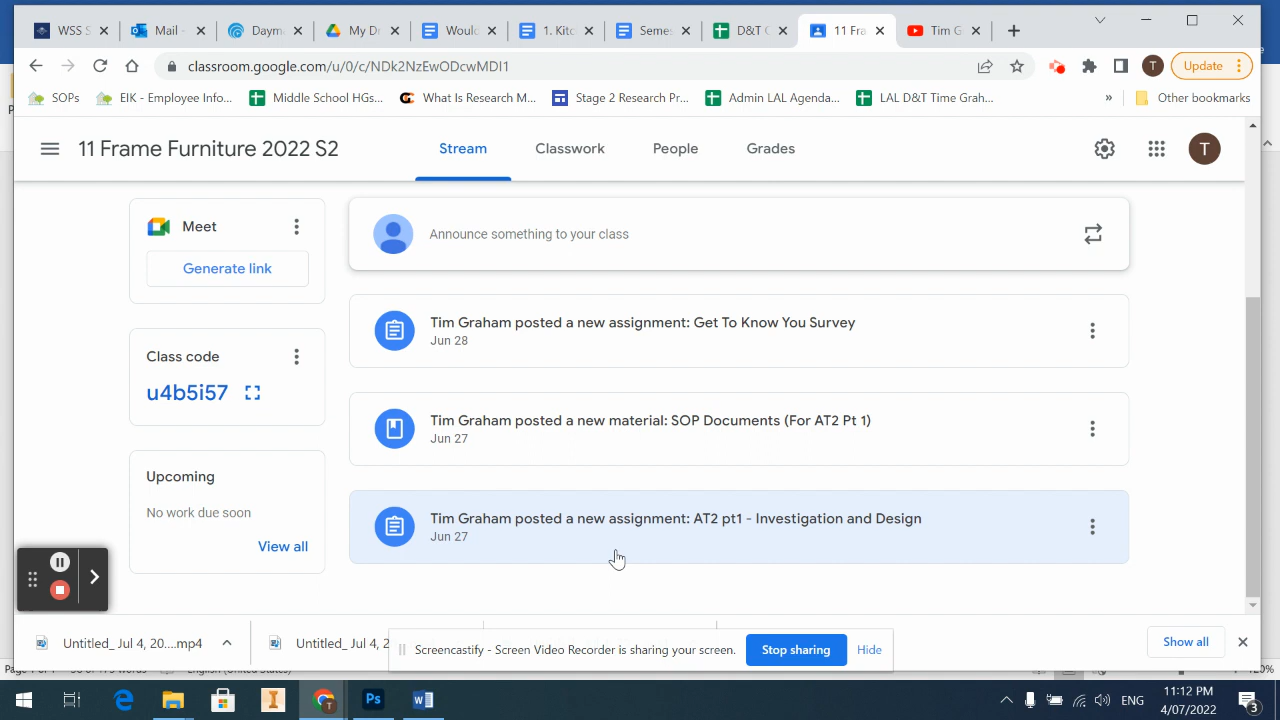 WSS S
Mail
Daym
My Dr
Would
1. Kitc
Seme
D&T C
11 Fra
Tim G
classroom.google.com/u/0/c/NDk2NzEwODcwMDI1
T
Update
SOPs
EIK - Employee Info...
Middle School HGs...
What Is Research M...
Stage 2 Research Pr...
Admin LAL Agenda...
LAL D&T Time Grah...
»
Other bookmarks
11 Frame Furniture 2022 S2
Stream
Classwork
People
Grades
T
Meet
Generate link
Announce something to your class
Tim Graham posted a new assignment: Get To Know You Survey
Jun 28
Class code
u4b5i57
Tim Graham posted a new material: SOP Documents (For AT2 Pt 1)
Jun 27
Upcoming
No work due soon
View all
Tim Graham posted a new assignment: AT2 pt1 - Investigation and Design
Jun 27
Untitled_ Jul 4, 20....mp4
Untitled_ Jul 4, 2
Screencastify - Screen Video Recorder is sharing your screen.
Stop sharing
Hide
Show all
ENG
11:12 PM
4/07/2022
3